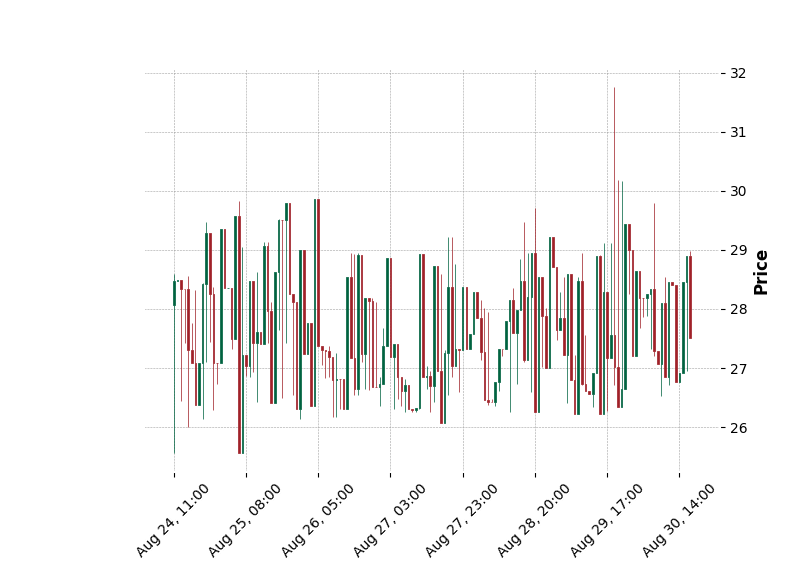 32
31
30
29
28
27
26
Price
Aug 24, 11:00
Aug 25, 08:00
Aug 26, 05:00
Aug 27, 03:00
Aug 27, 23:00
Aug 28, 20:00
Aug 29, 17:00
Aug 30, 14:00